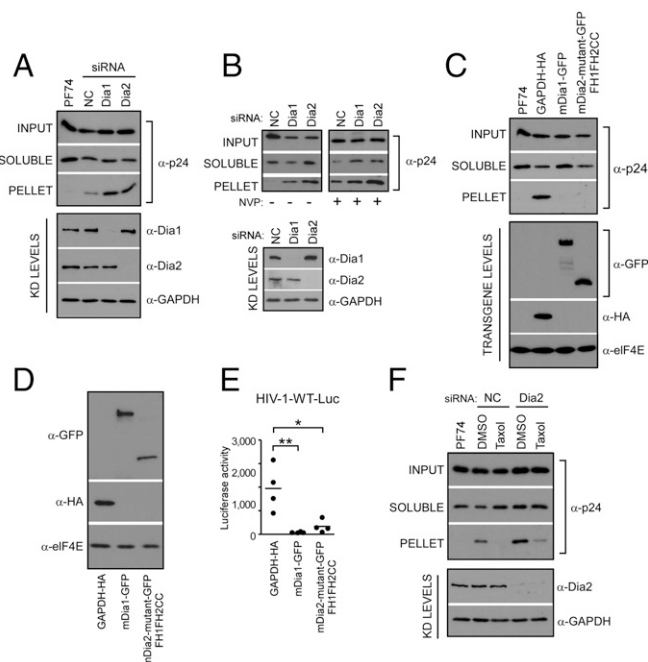 A
siRNA
PF74
NC
Dia1
Dia2
INPUT
SOLUBLE
PELLET
α-p24
KD LEVELS
α-Dia1
α-Dia2
α-GAPDH
B
siRNA:
NC
Dia1
Dia2
NC
Dia1
Dia2
INPUT
SOLUBLE
PELLET
α-p24
NVP: - - - + + +
siRNA:
NC
Dia1
Dia2
KD LEVELS
α-Dia1
α-Dia2
α-GAPDH
C
PF74
GAPDH-HA
mDia1-GFP
mDia2-mutant-GFP
FH1FH2CC
INPUT
SOLUBLE
PELLET
α-p24
TRANSGENE LEVELS
α-GFP
α-HA
α-eIF4E
D
α-GFP
α-HA
α-eIF4E
GAPDH-HA
mDia1-GFP
mDia2-mutant-GFP
FH1FH2CC
E
HIV-1-WT-Luc
*
**
Luciferase activity
3,000
2,000
1,000
0
GAPDH-HA
mDia1-GFP
mDia2-mutant-GFP
FH1FH2CC
F
siRNA: NC Dia2
PF74
DMSO
Taxol
DMSO
Taxol
INPUT
SOLUBLE
PELLET
α-p24
KD LEVELS
α-Dia2
α-GAPDH